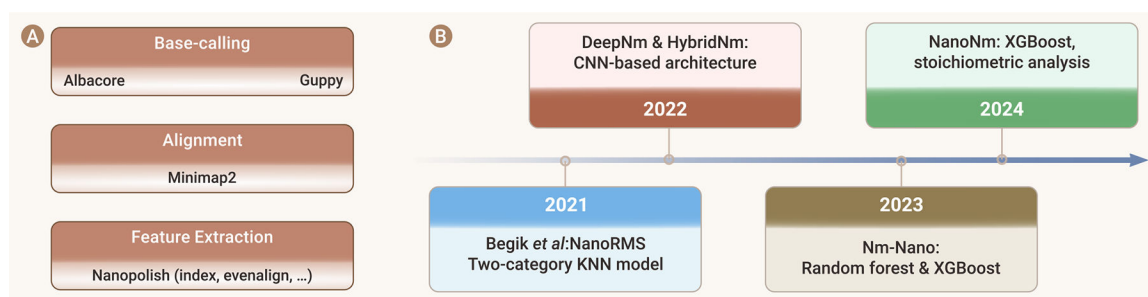 A
Base-calling
Albacore Guppy
Alignment
Minimap2
Feature Extraction
Nanopolish (index, evenalign, ...)
B
DeepNm & HybridNm:
CNN-based architecture
2022
NanoNm: XGBoost,
stoichiometric analysis
2024
2021
Begik et al:NanoRMS
Two-category KNN model
2023
Nm-Nano:
Random forest & XGBoost